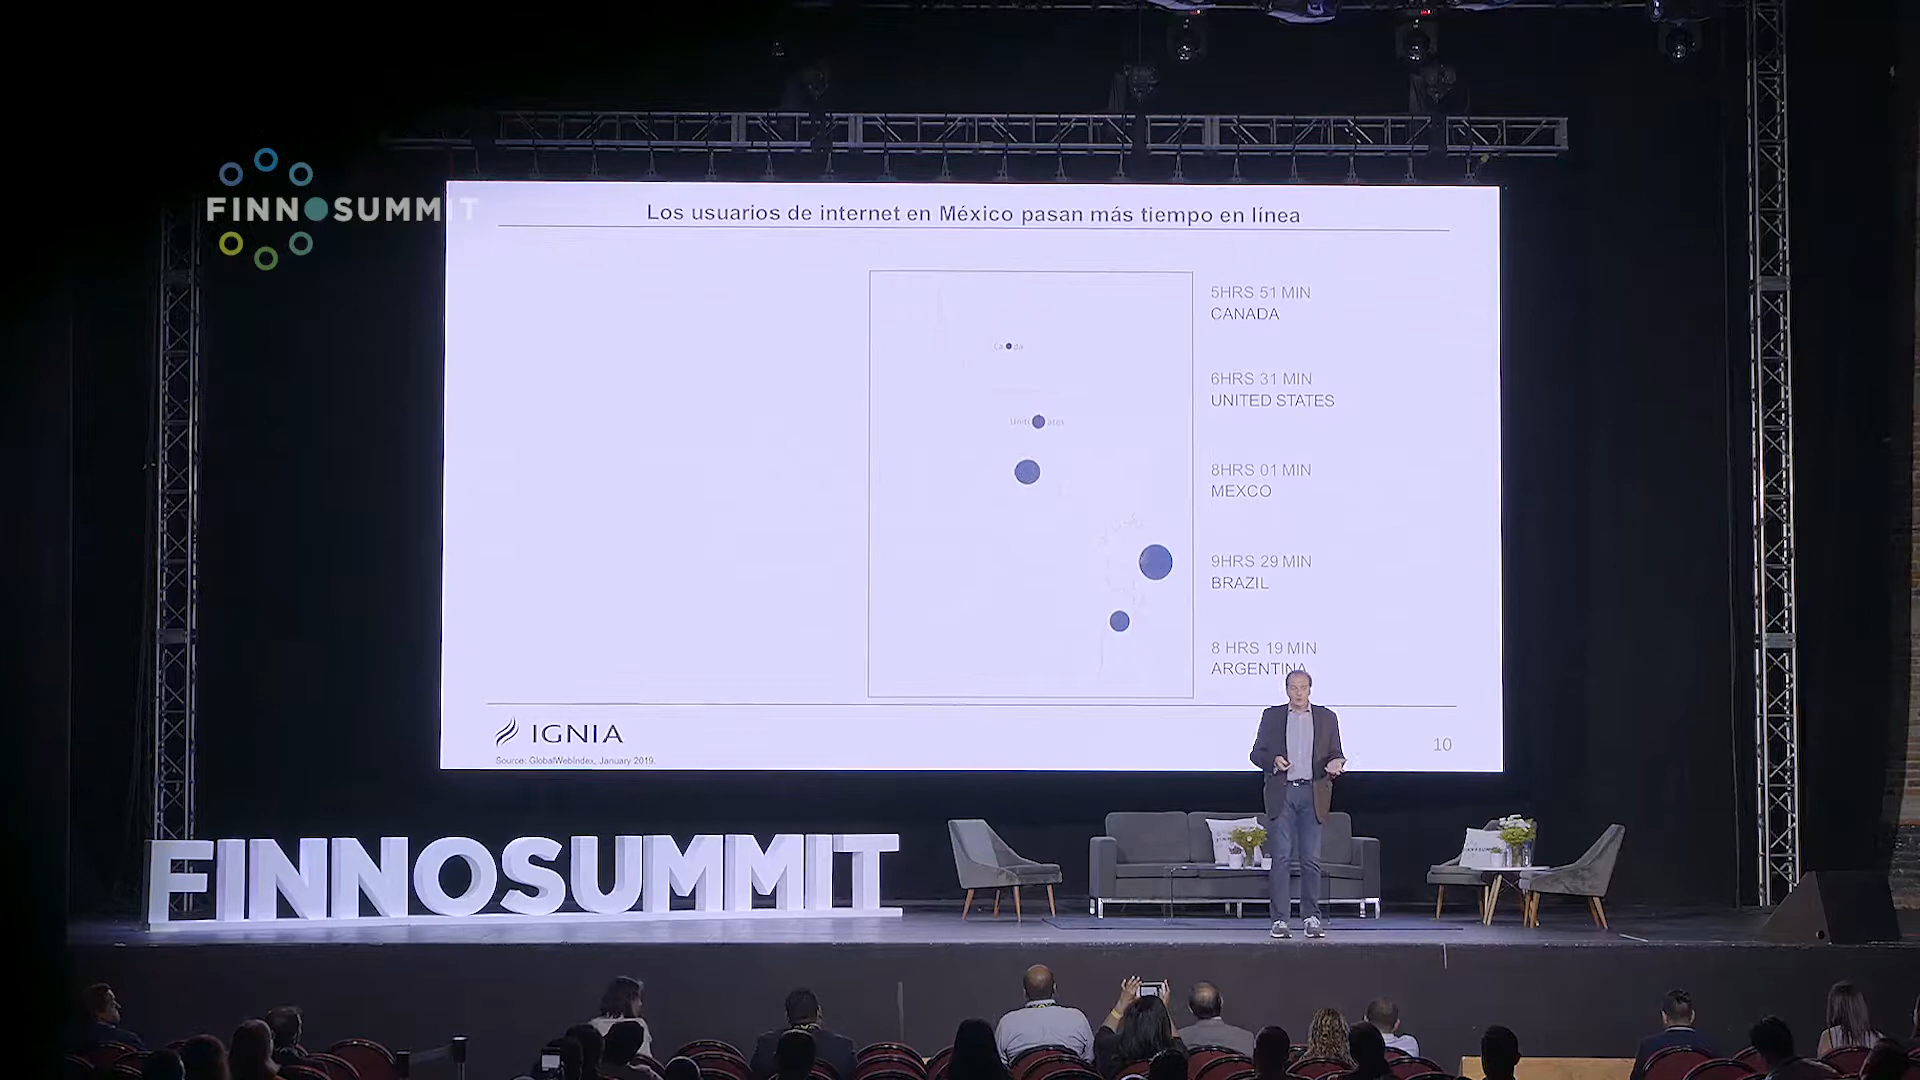 FINNOSUMMIT
Los usuarios de internet en México pasan más tiempo en línea
5HRS 51 MIN
CANADA
6HRS 31 MIN
UNITED STATES
8HRS 01 MIN
MEXCO
9HRS 29 MIN
BRAZIL
8 HRS 19 MIN
ARGENTINA
IGNIA
Source: GlobalWebIndex, January 2019.
10
FINNOSUMMIT